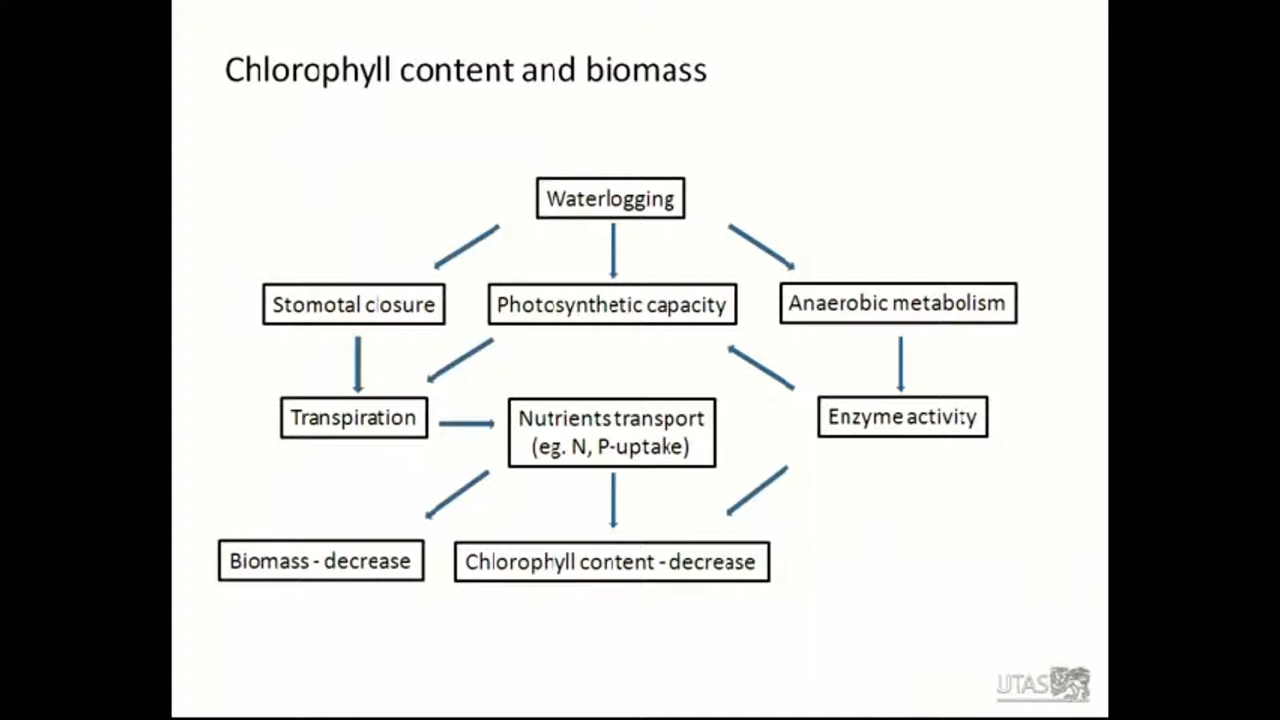 Chlorophyll content and biomass
Waterlogging
Stomotal closure
Photosynthetic capacity
Anaerobic metabolism
Transpiration
Nutrients transport
(eg. N, P-uptake)
Enzyme activity
Biomass - decrease
Chlorophyll content - decrease
UTAS